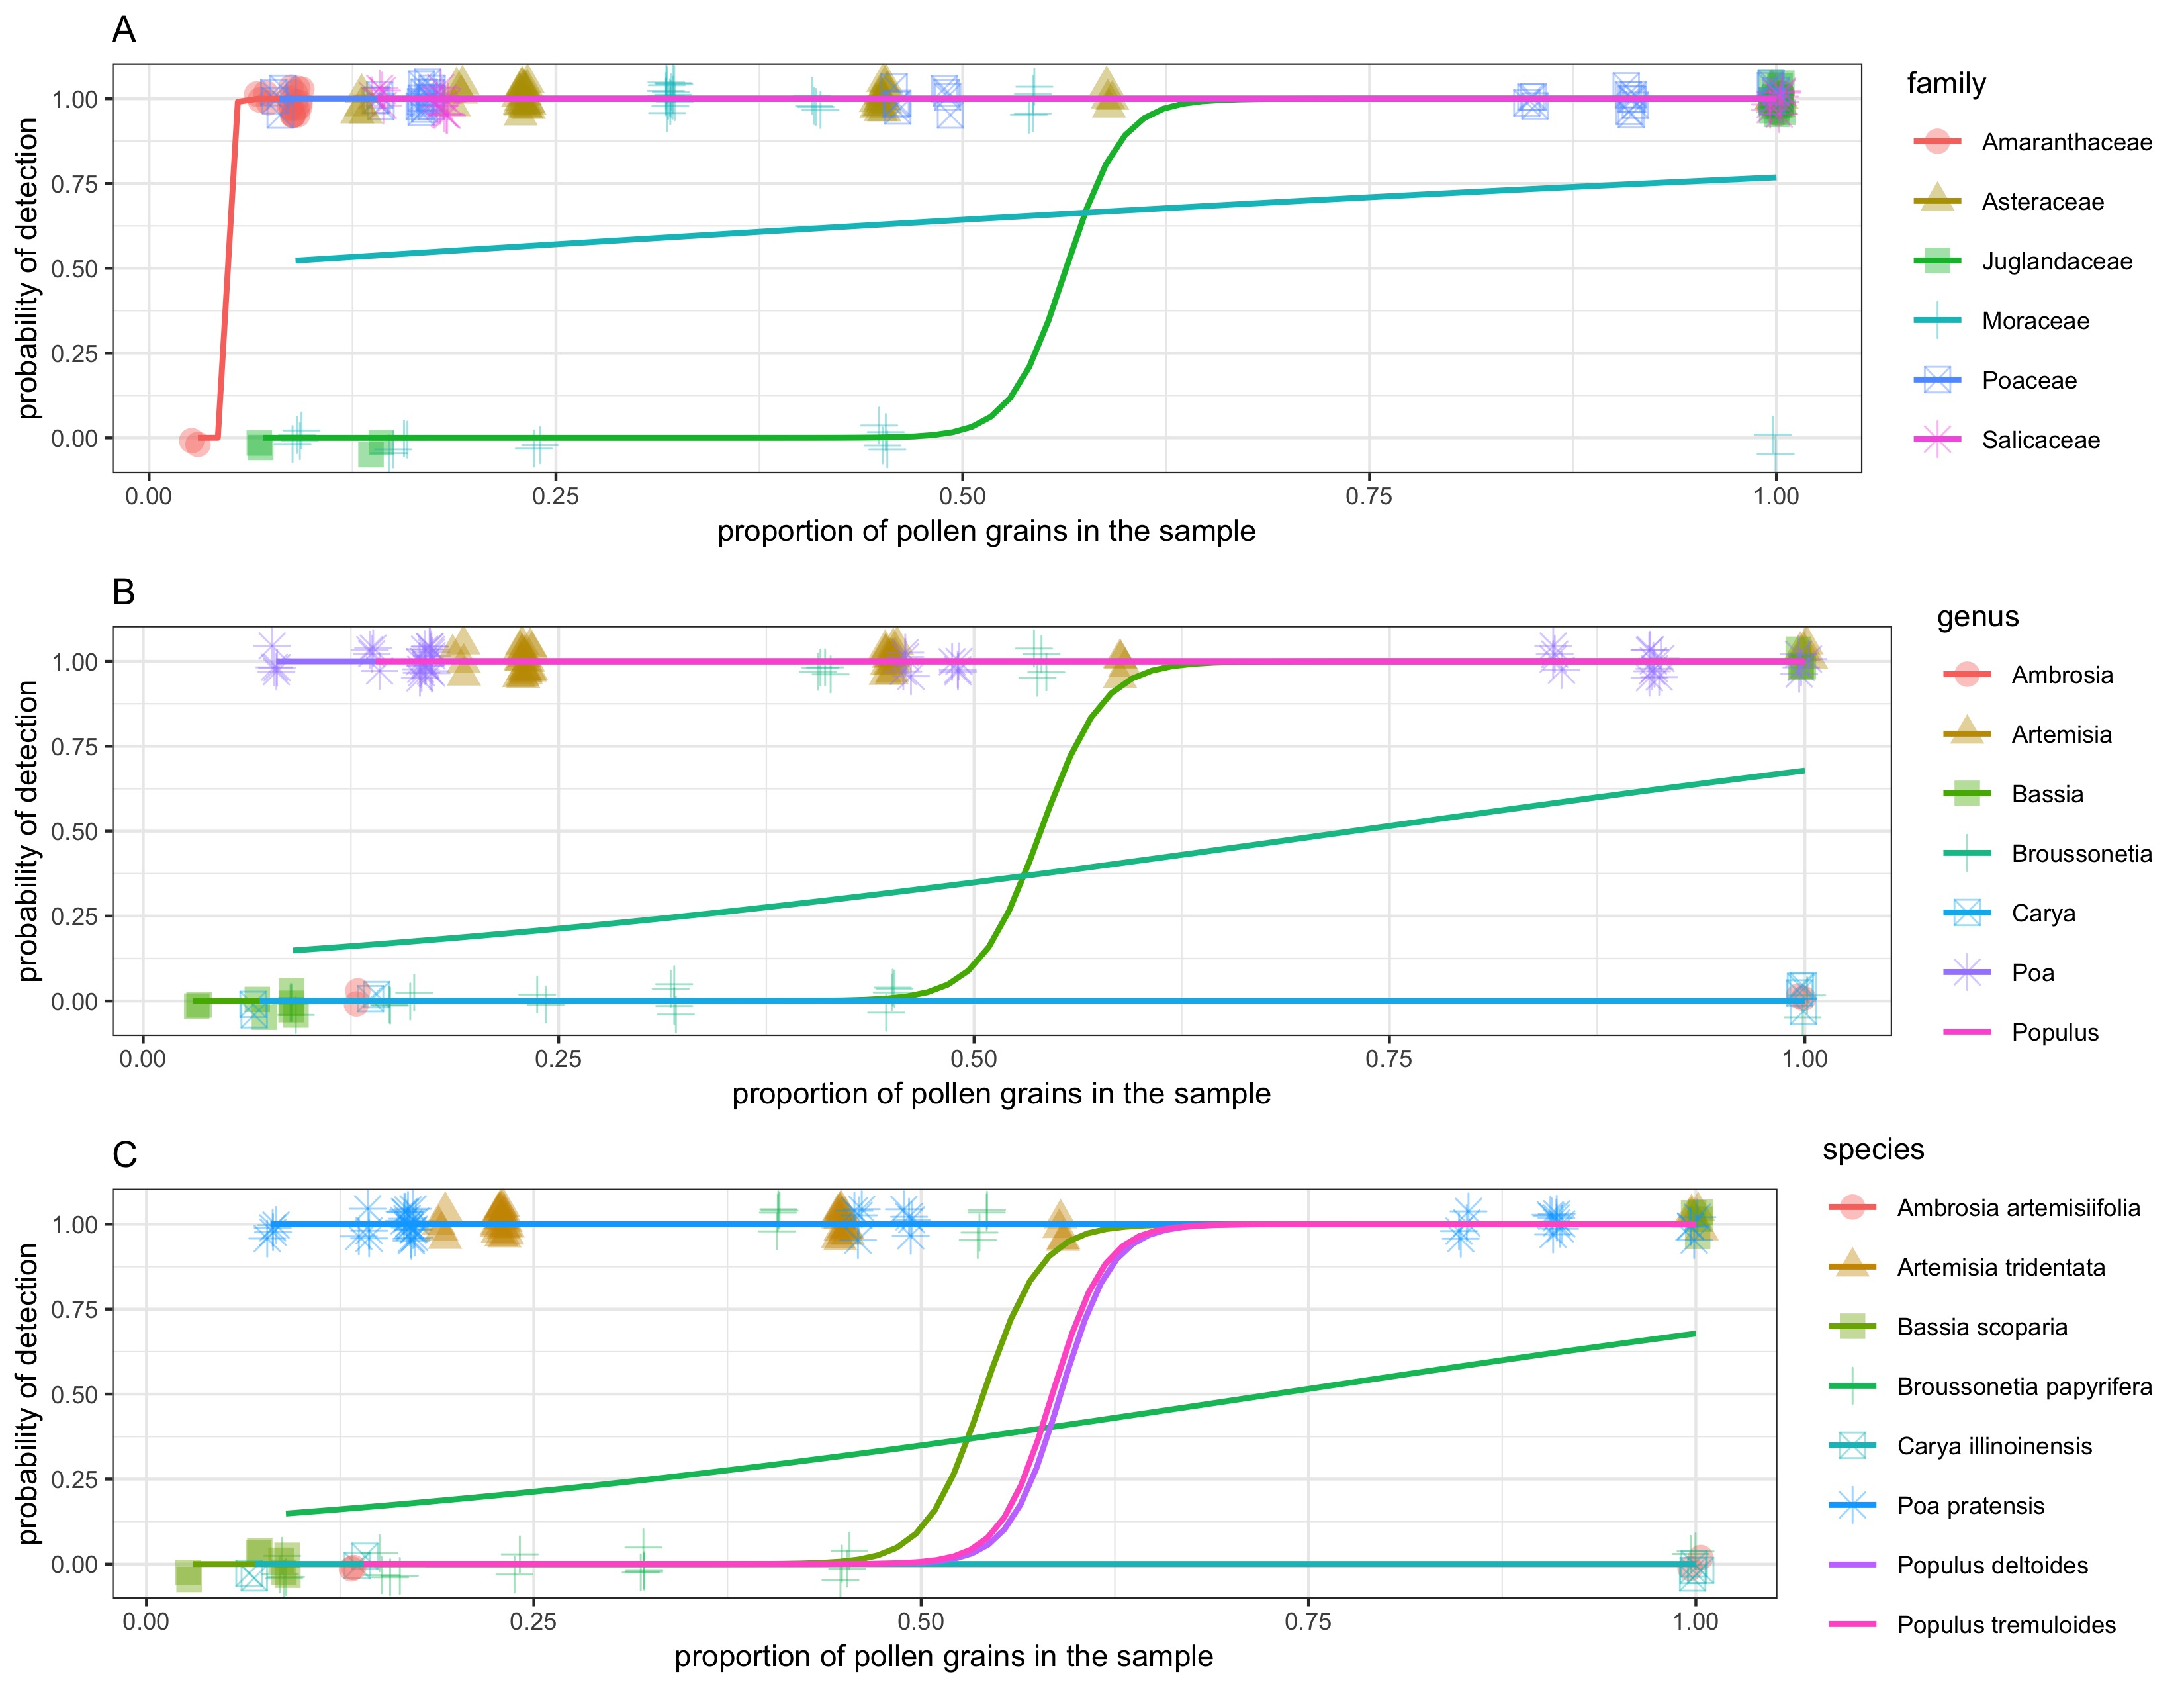 A
probability of detection
1.00
0.75
0.50
0.25
0.00
0.00 0.25 0.50 0.75 1.00
proportion of pollen grains in the sample
family
Amaranthaceae
Asteraceae
Juglandaceae
Moraceae
Poaceae
Salicaceae
B
probability of detection
1.00
0.75
0.50
0.25
0.00
0.00 0.25 0.50 0.75 1.00
proportion of pollen grains in the sample
genus
Ambrosia
Artemisia
Bassia
Broussonetia
Carya
Poa
Populus
C
probability of detection
1.00
0.75
0.50
0.25
0.00
0.00 0.25 0.50 0.75 1.00
proportion of pollen grains in the sample
species
Ambrosia artemisiifolia
Artemisia tridentata
Bassia scoparia
Broussonetia papyrifera
Carya illinoinensis
Poa pratensis
Populus deltoides
Populus tremuloides